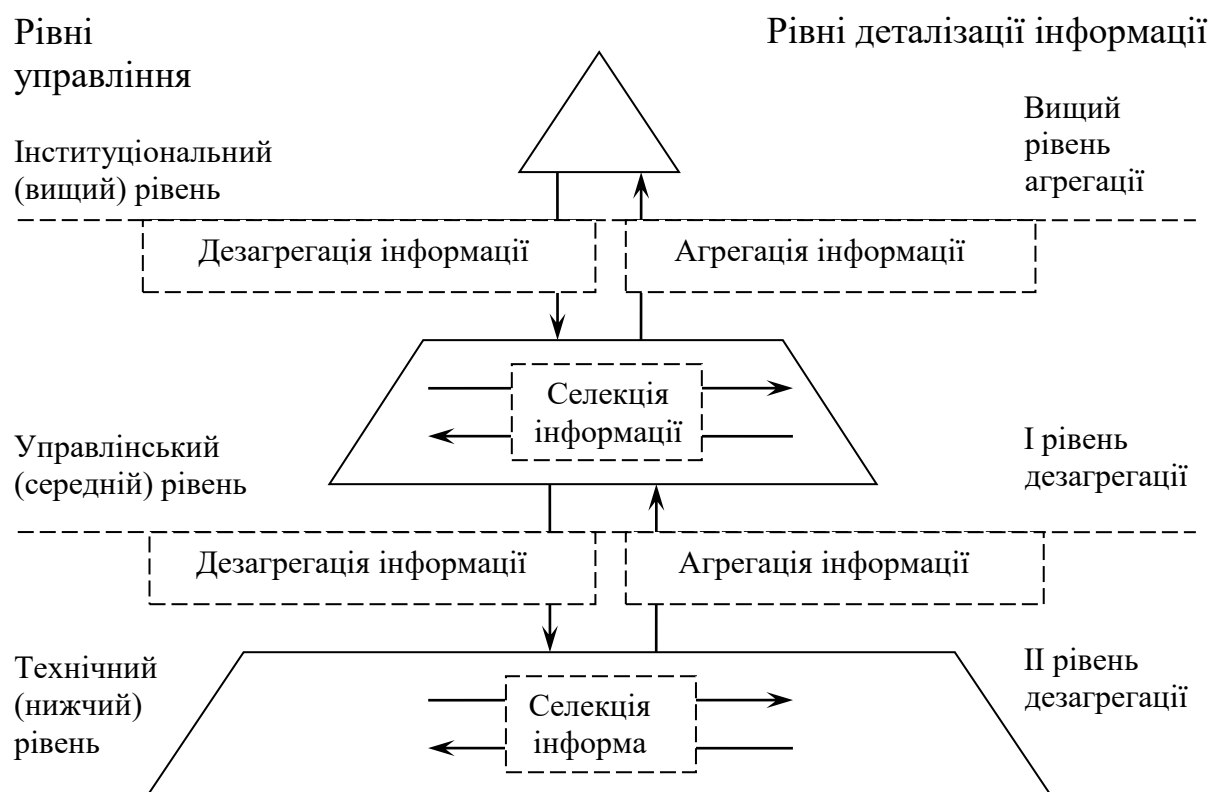 Рівні
управління
Рівні деталізації інформації
Інституціональний
(вищий) рівень
Вищий
рівень
агрегації
Дезагрегація інформації
Агрегація інформації
Селекція
інформації
Управлінський
(середній) рівень
І рівень
дезагрегації
Дезагрегація інформації
Агрегація інформації
Технічний
(нижчий)
рівень
Селекція
інформа
ІІ рівень
дезагрегації